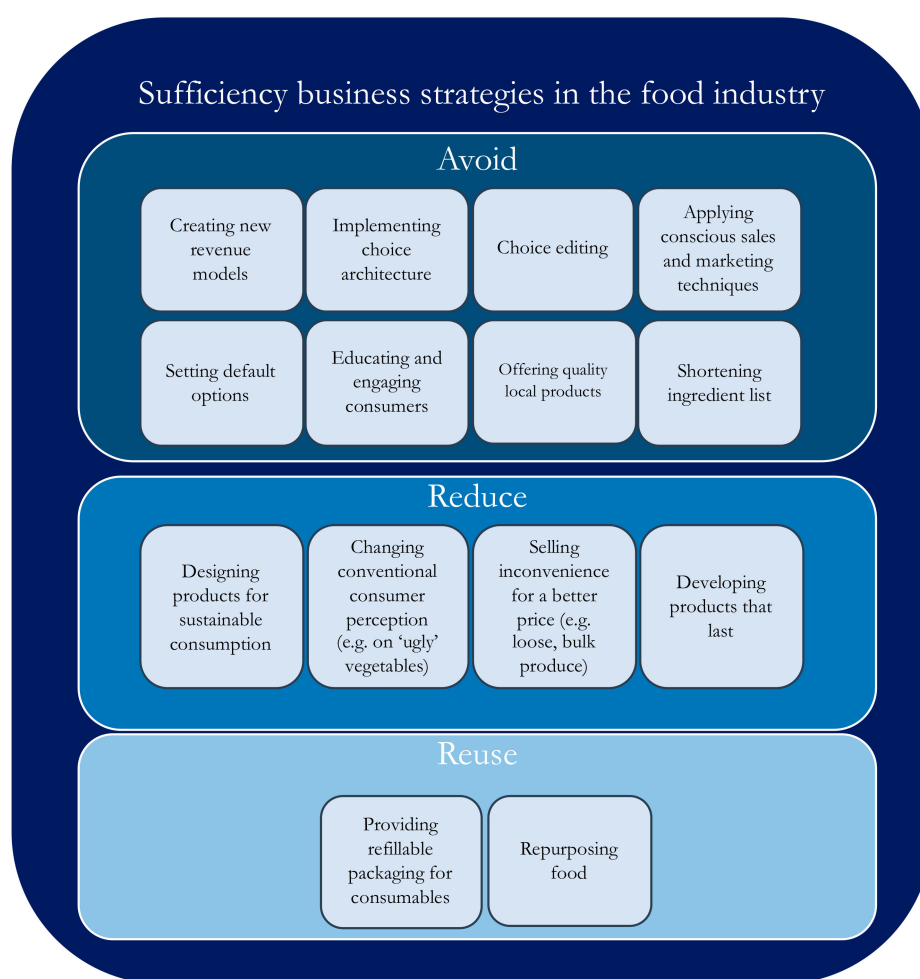 Sufficiency business strategies in the food industry
Avoid
Creating new
revenue
models
Implementing
choice
architecture
Choice editing
Applying
conscious sales
and marketing
techniques
Setting default
options
Educating and
engaging
consumers
Offering quality
local products
Shortening
ingredient list
Reduce
Designing
products for
sustainable
consumption
Changing
conventional
consumer
perception
(e.g. on ‘ugly’
vegetables)
Selling
inconvenience
for a better
price (e.g.
loose, bulk
produce)
Developing
products that
last
Reuse
Providing
refillable
packaging for
consumables
Repurposing
food